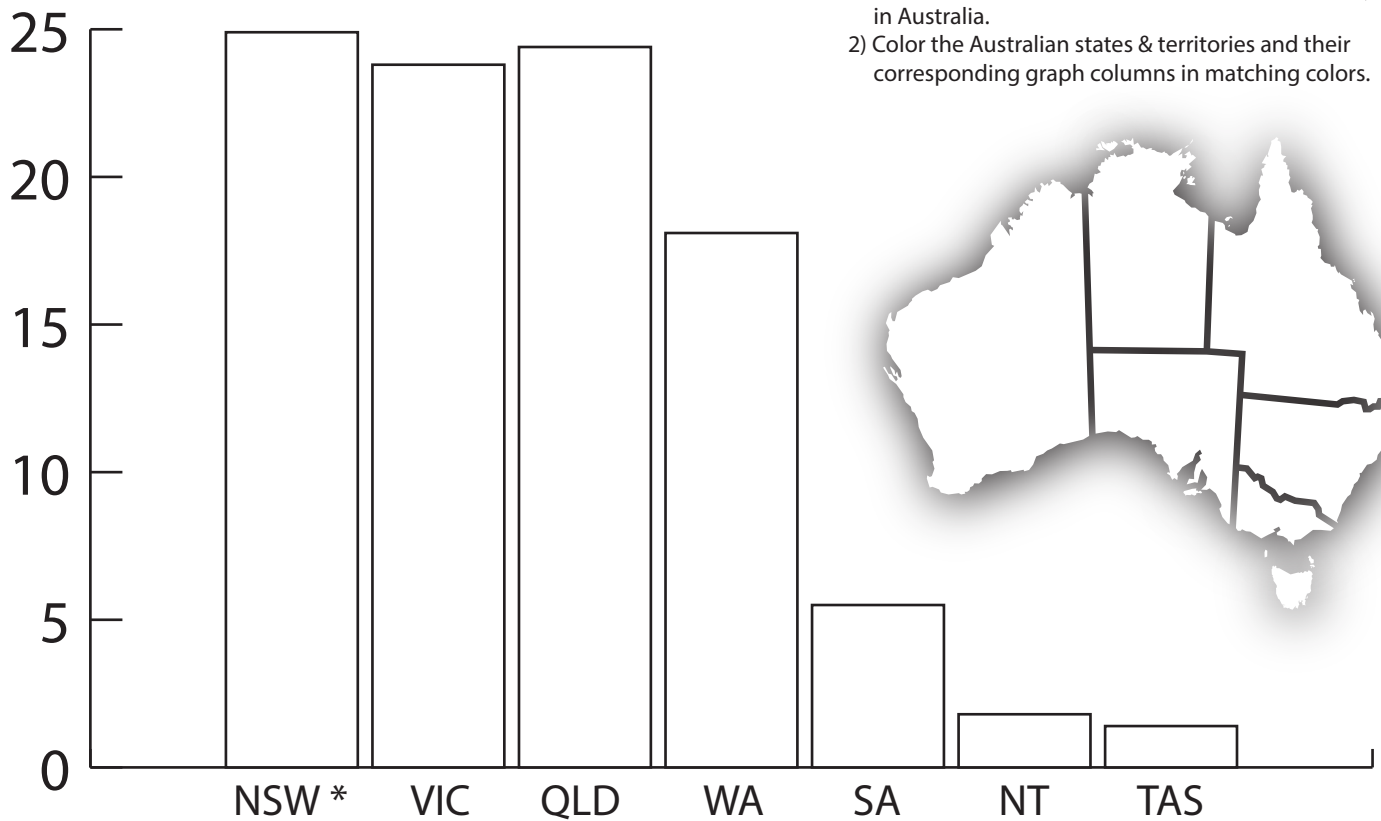 in Australia.
2) Color the Australian states & territories and their
corresponding graph columns in matching colors.
25
20
15
10
5
0
NSW * VIC QLD WA SA NT TAS